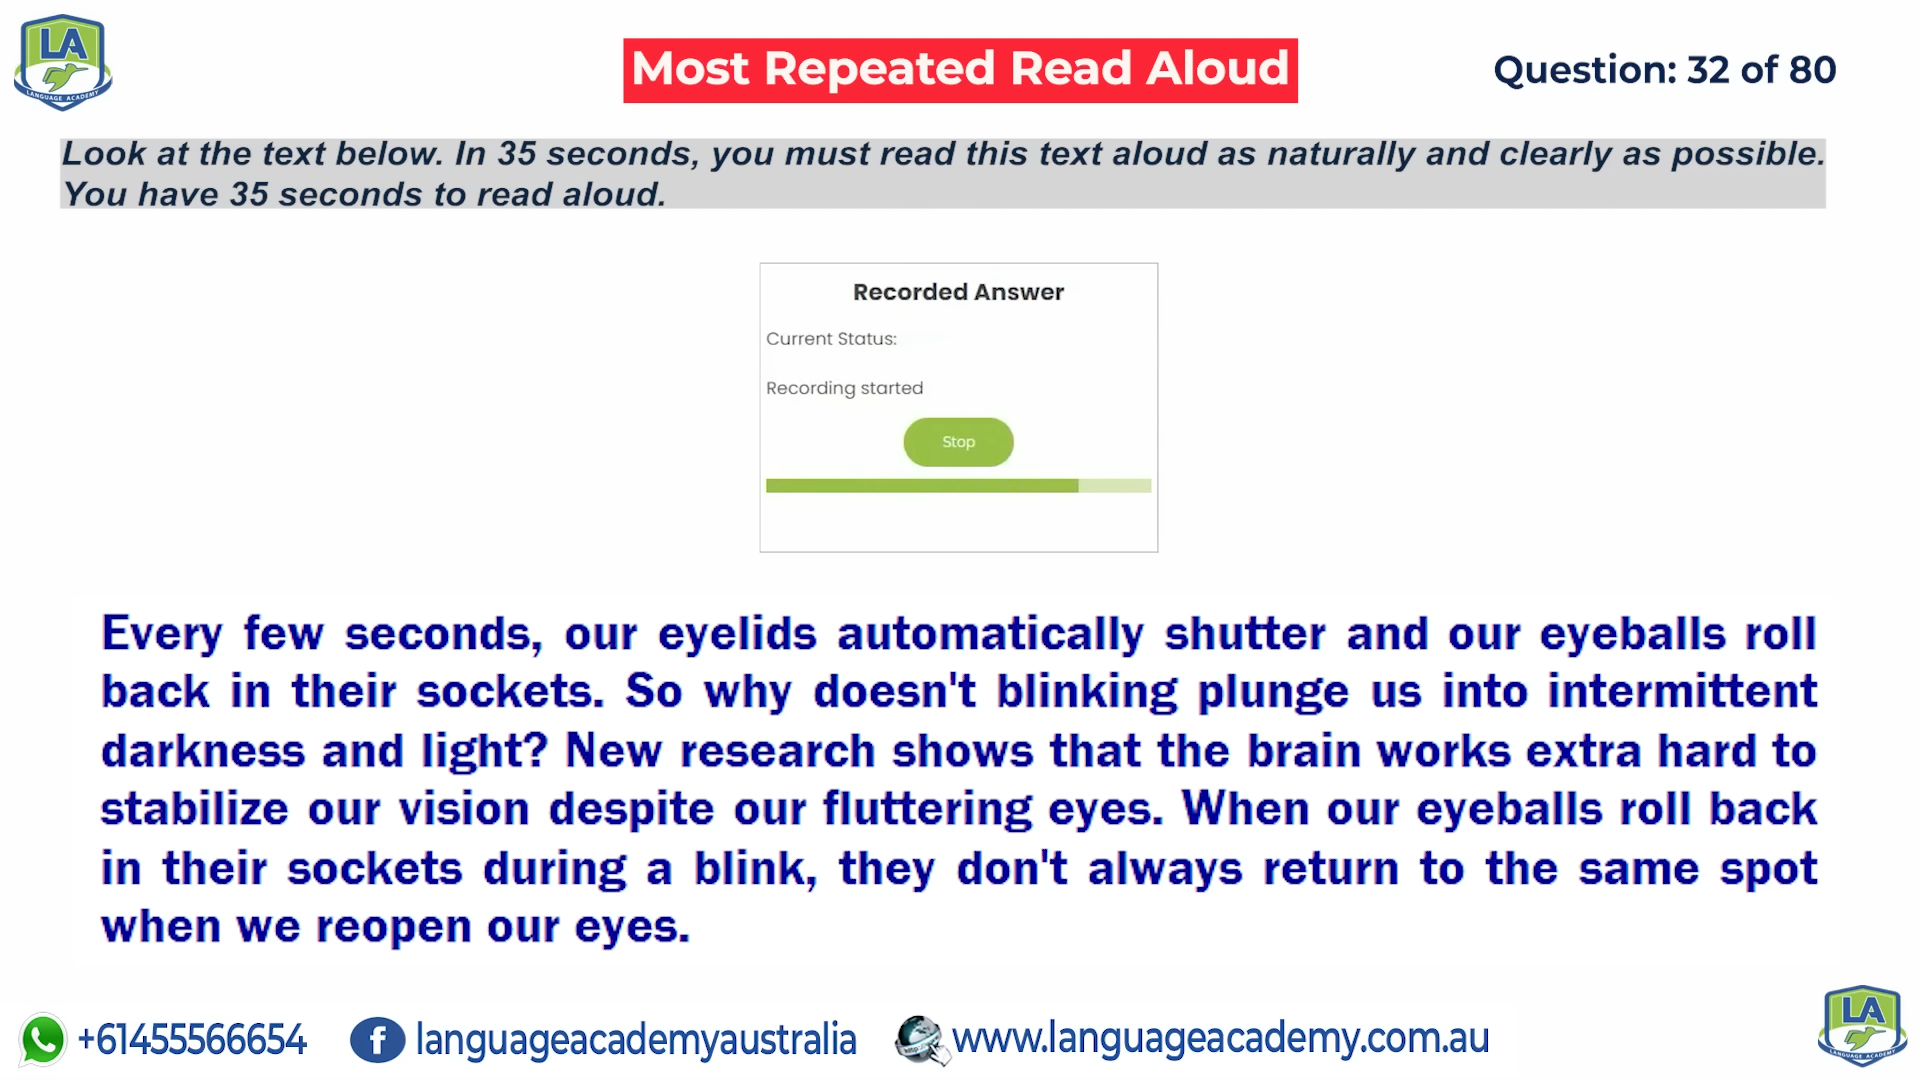 LA
LANGUAGE ACADEMY
Most Repeated Read Aloud
Question: 32 of 80
Look at the text below. In 35 seconds, you must read this text aloud as naturally and clearly as possible.
You have 35 seconds to read aloud.
Recorded Answer
Current Status:
Recording started
Stop
Every few seconds, our eyelids automatically shutter and our eyeballs roll
back in their sockets. So why doesn't blinking plunge us into intermittent
darkness and light? New research shows that the brain works extra hard to
stabilize our vision despite our fluttering eyes. When our eyeballs roll back
in their sockets during a blink, they don't always return to the same spot
when we reopen our eyes.
+61455566654
f
languageacademyaustralia
http
www.languageacademy.com.au
LA
LANGUAGE ACADEMY